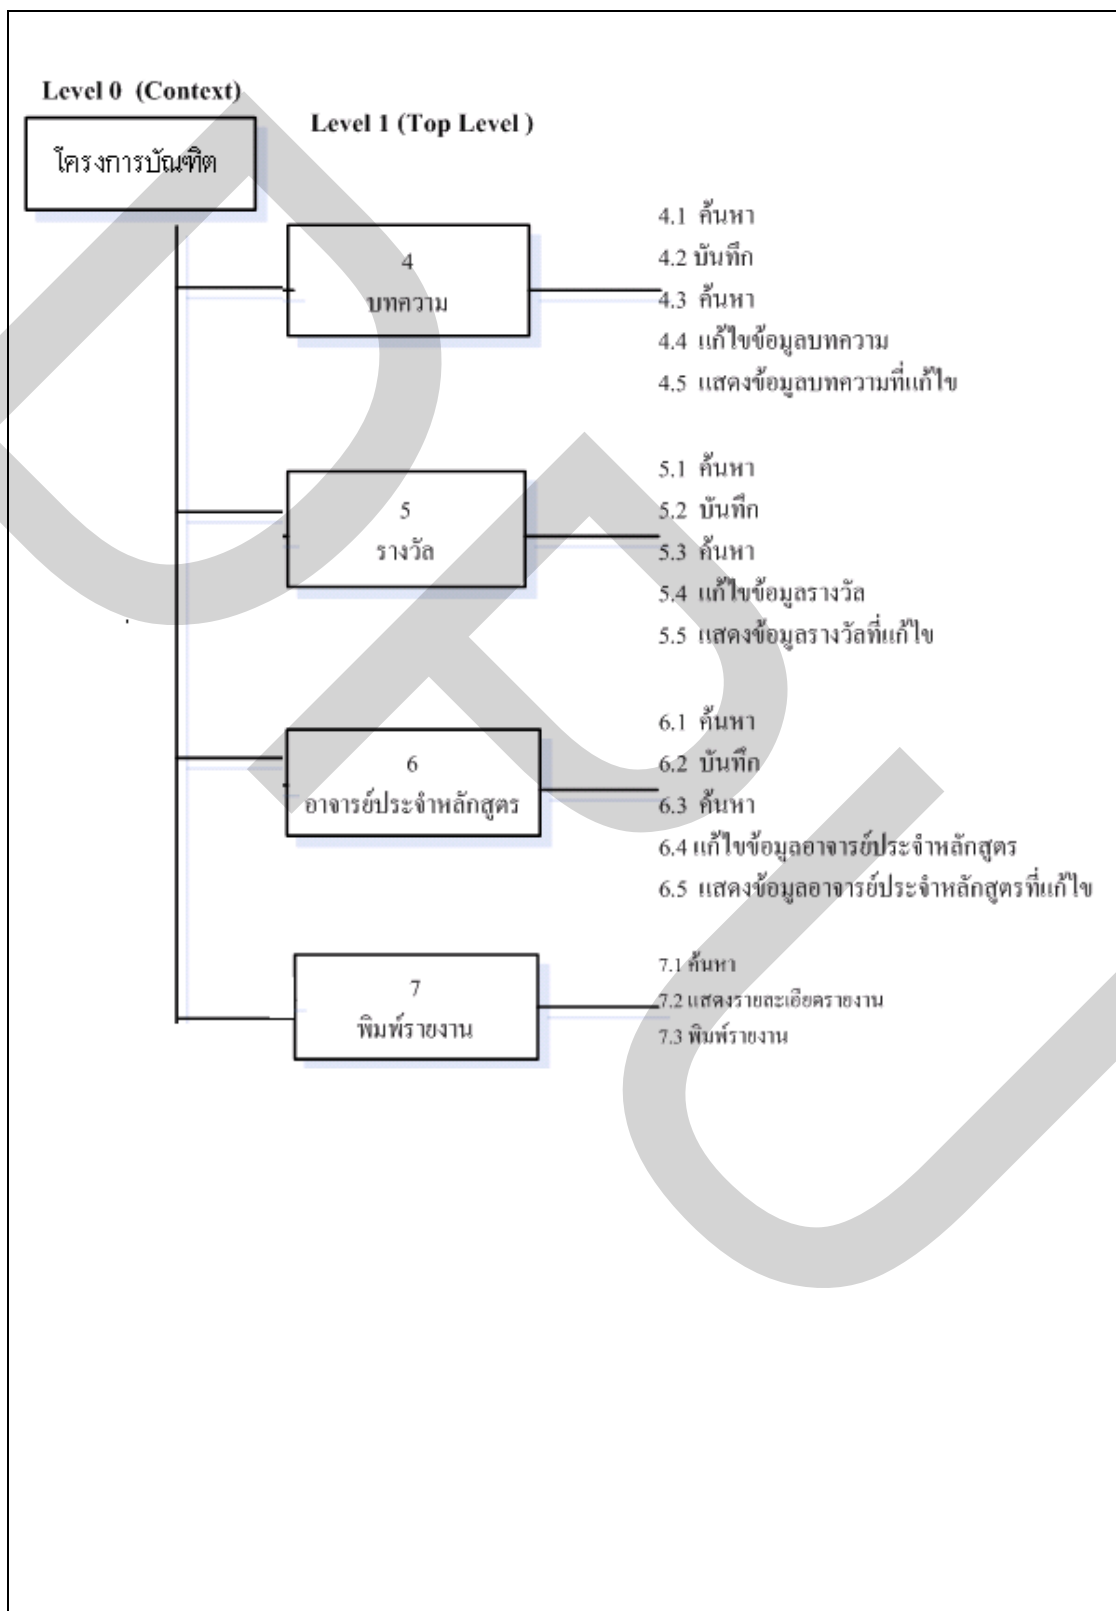 Level 0 (Context)
Level 1 (Top Level )
โครงการบัณฑิต
4
บทความ
4.1 ค้นหา
4.2 บันทึก
4.3 ค้นหา
4.4 แก้ไขข้อมูลบทความ
4.5 แสดงข้อมูลบทความที่แก้ไข
5
รางวัล
5.1 ค้นหา
5.2 บันทึก
5.3 ค้นหา
5.4 แก้ไขข้อมูลรางวัล
5.5 แสดงข้อมูลรางวัลที่แก้ไข
6
อาจารย์ประจำหลักสูตร
6.1 ค้นหา
6.2 บันทึก
6.3 ค้นหา
6.4 แก้ไขข้อมูลอาจารย์ประจำหลักสูตร
6.5 แสดงข้อมูลอาจารย์ประจำหลักสูตรที่แก้ไข
7
พิมพ์รายงาน
7.1 ค้นหา
7.2 แสดงรายละเอียดรายงาน
7.3 พิมพ์รายงาน
DPU